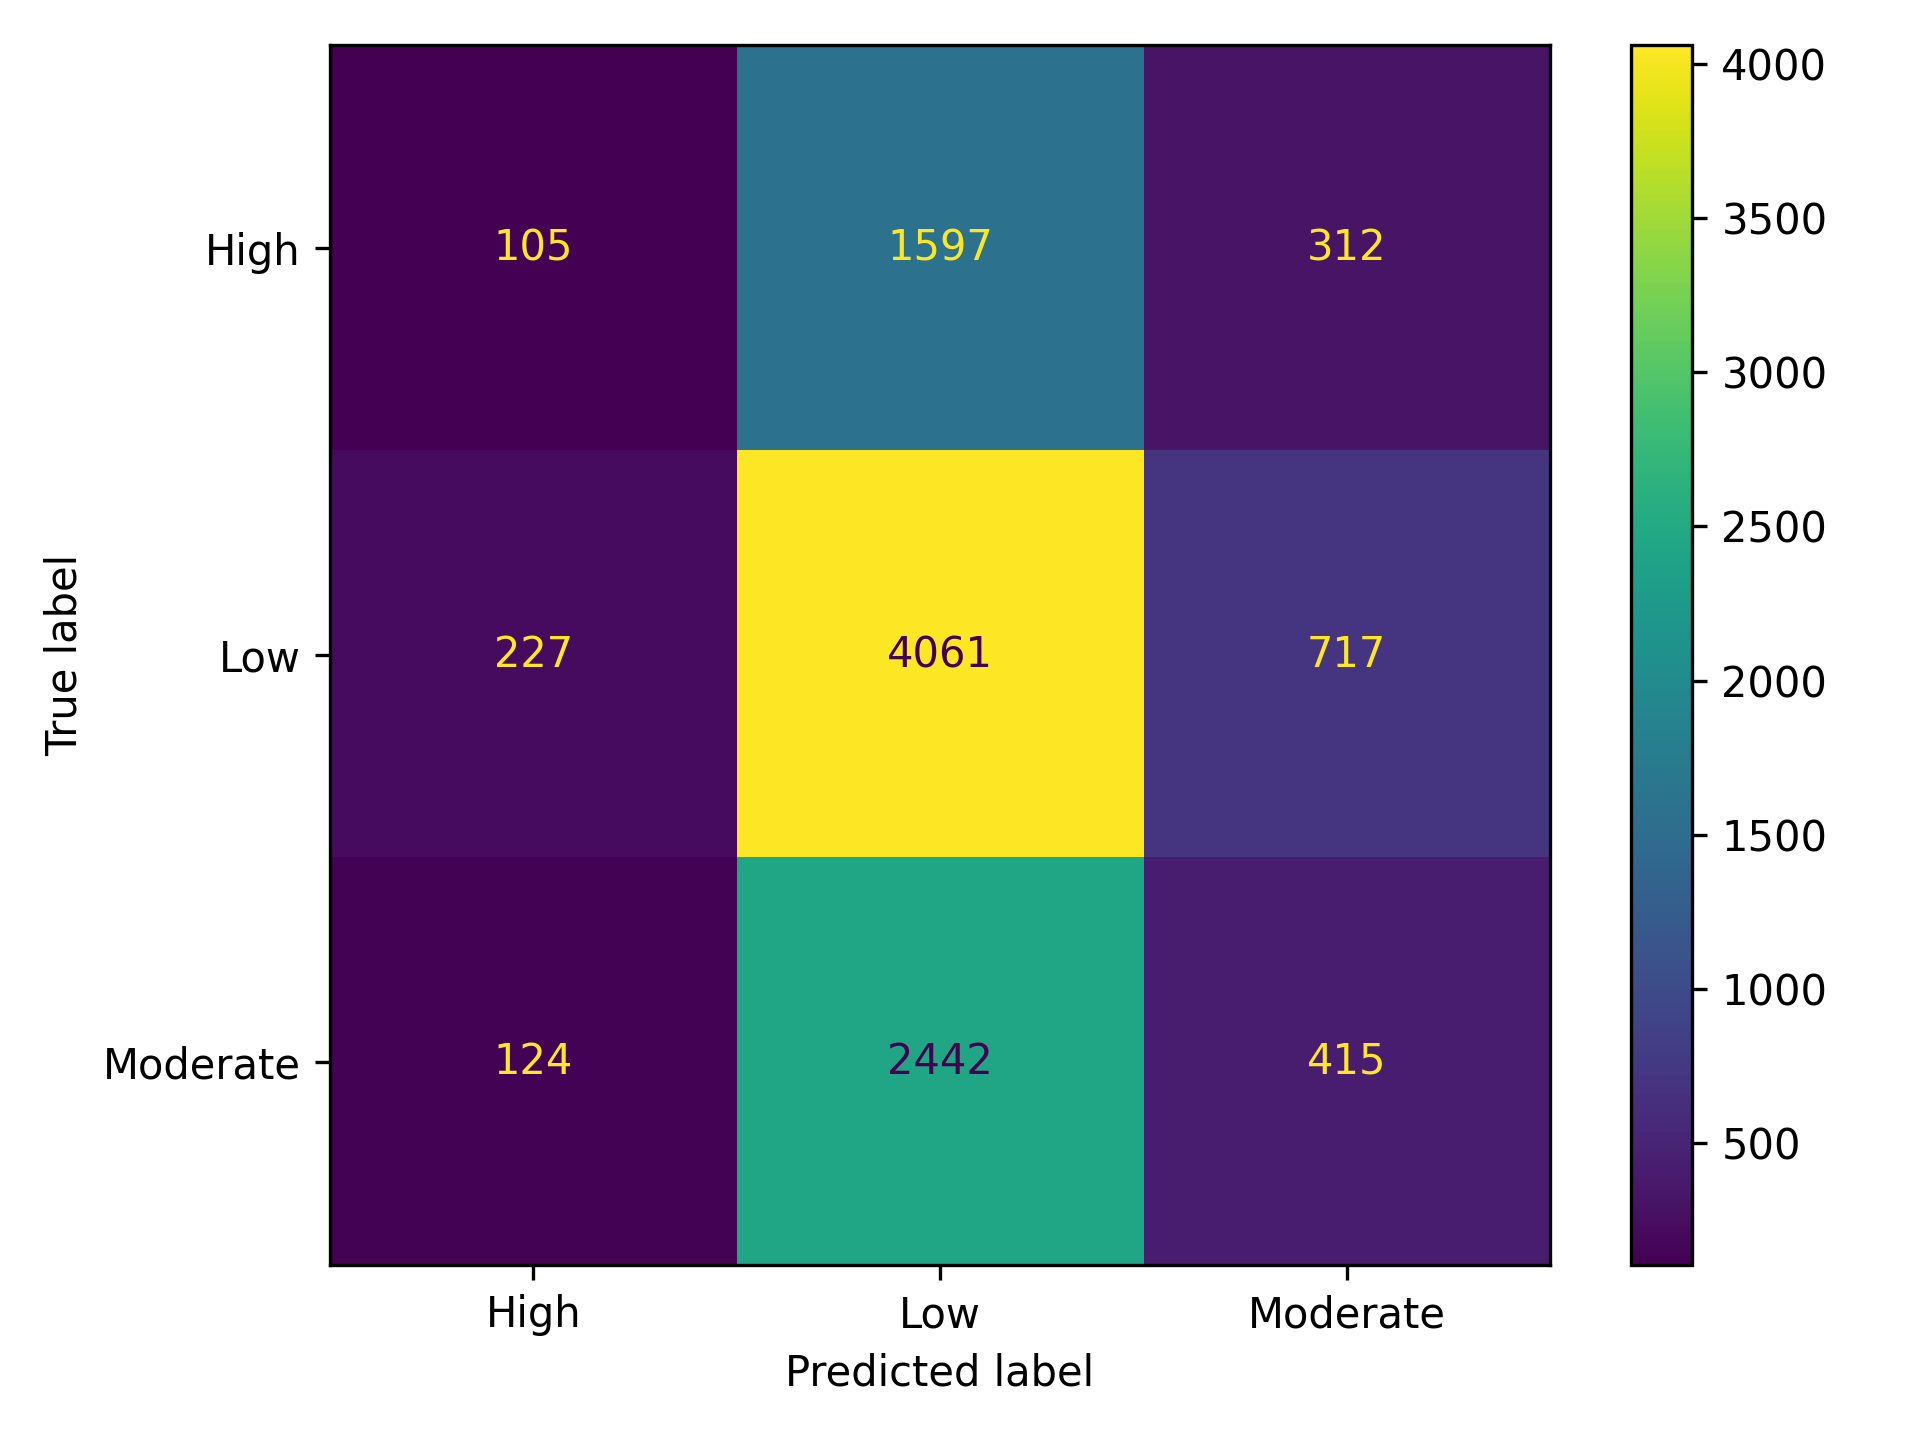 High 105 1597 312
Low 227 4061 717
Moderate 124 2442 415
High Low Moderate
Predicted label
True label
4000
3500
3000
2500
2000
1500
1000
500